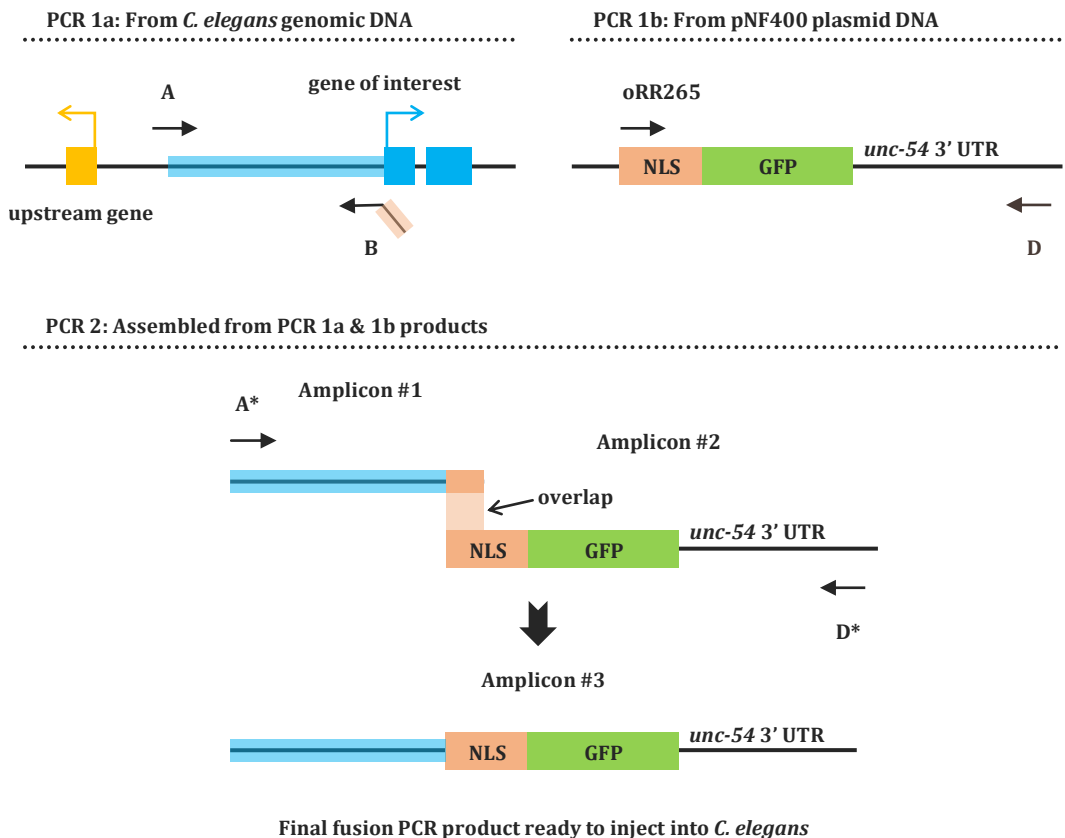 PCR 1a: From C. elegans genomic DNA
PCR 1b: From pNF400 plasmid DNA
A
gene of interest
upstream gene
B
oRR265
NLS
GFP
unc-54 3' UTR
D
PCR 2: Assembled from PCR 1a & 1b products
Amplicon #1
A*
Amplicon #2
overlap
NLS
GFP
unc-54 3' UTR
D*
Amplicon #3
NLS
GFP
unc-54 3' UTR
Final fusion PCR product ready to inject into C. elegans